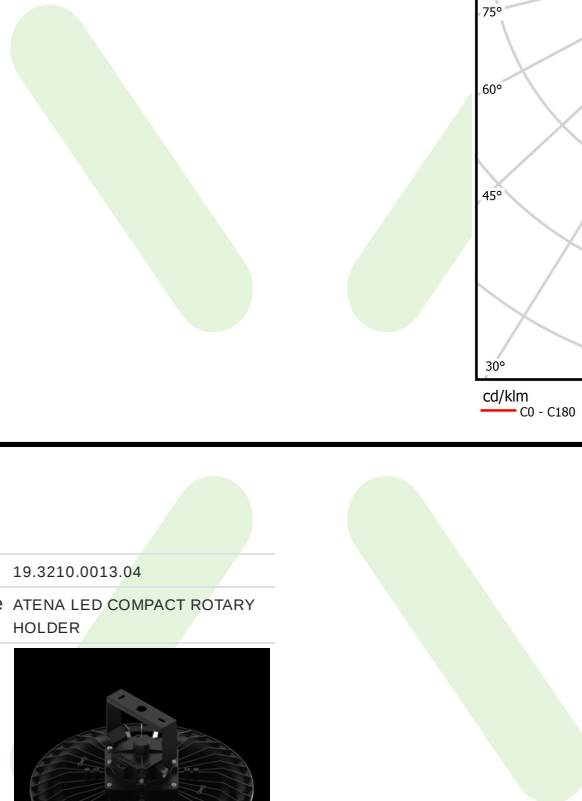 75°
60°
45°
30°
cd/klm
C0 - C180
19.3210.0013.04
e ATENA LED COMPACT ROTARY
HOLDER